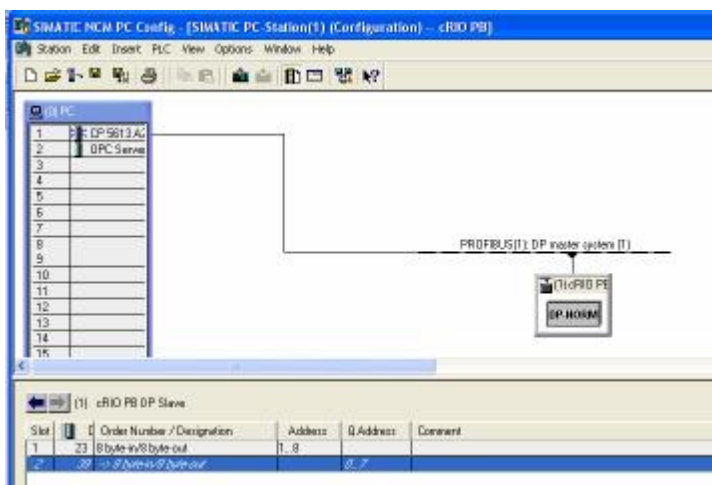 SIMATIC NCM PC Config - [SIMATIC PC-Station(1) (Configuration) -- cRIO PB]
Station Edit Insert PLC View Options Window Help
(0) PC
1 CP 5613 A2
2 OPC Server
3
4
5
6
7
8
9
10
11
12
13
14
15
PROFIBUS(1): DP master system (1)
(1) cRIO PB
DP-NORM
(1) cRIO PB DP Slave
Slot Order Number / Designation Address Q Address Comment
1 23 8 byte-in/8 byte-out 1...8
2 39 -> 8 byte-in/8 byte-out 0...7